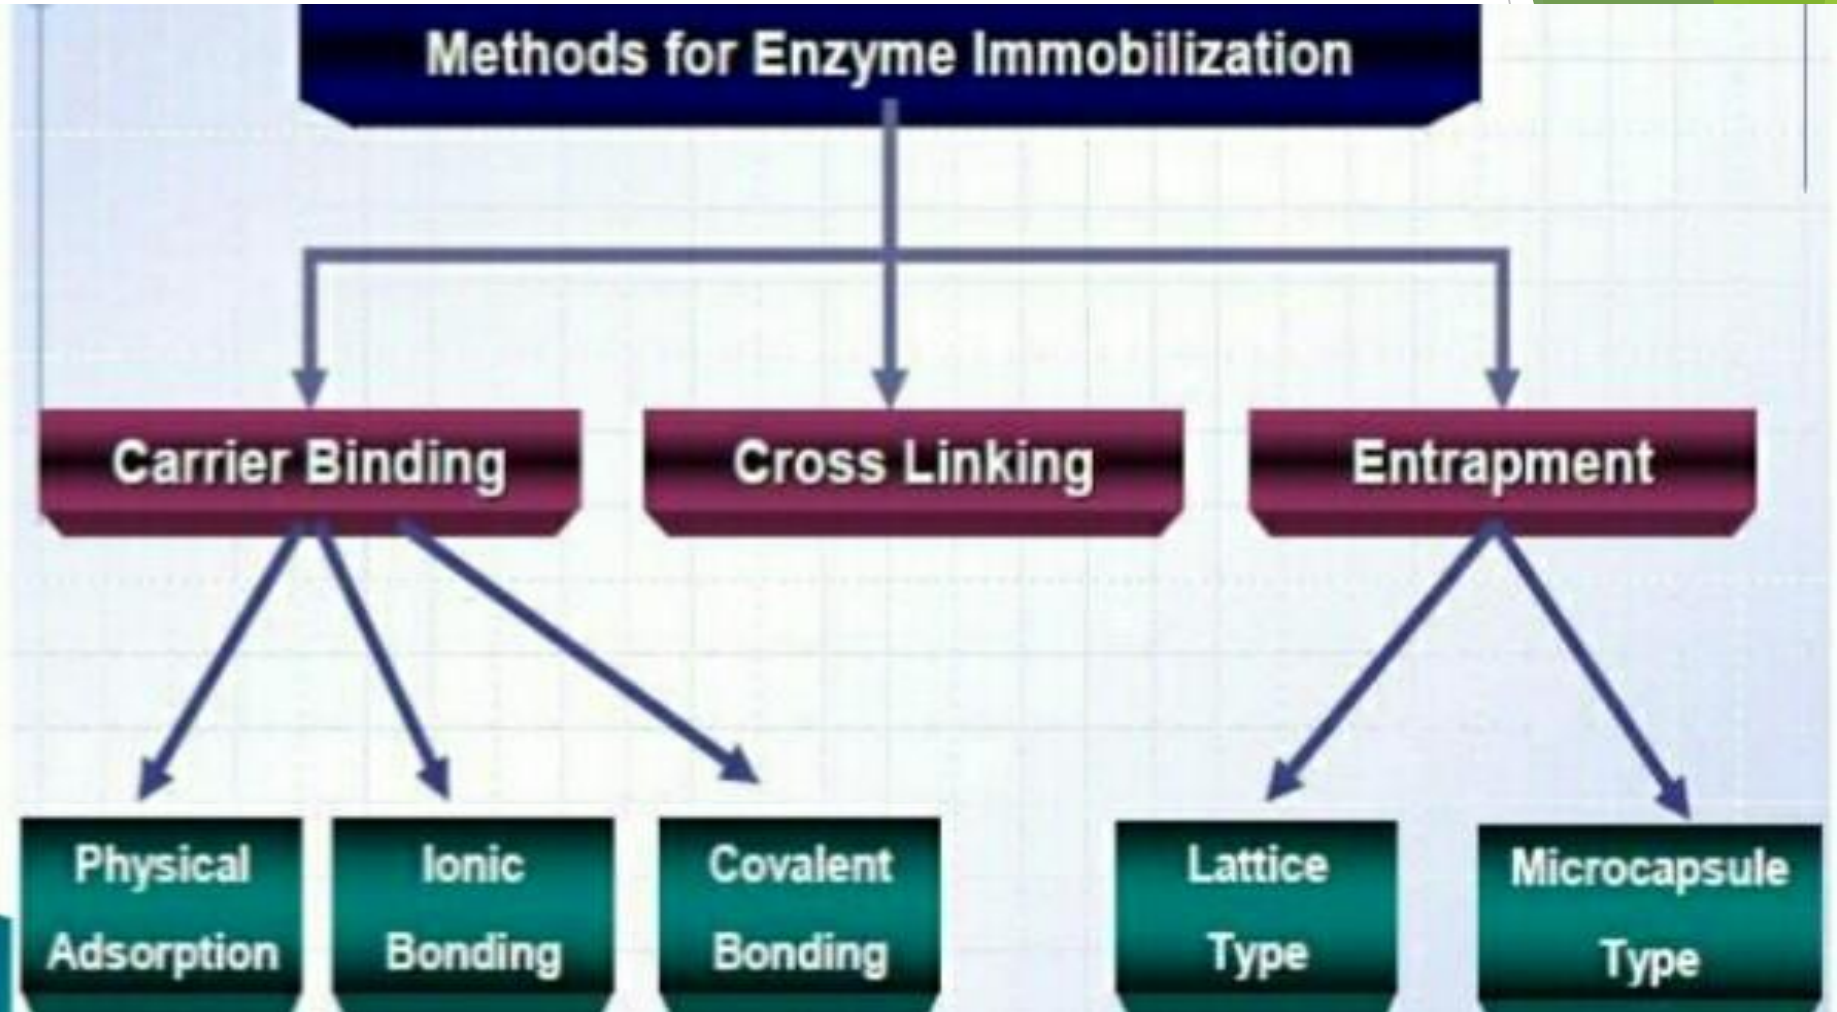 Methods for Enzyme Immobilization
Carrier Binding
Cross Linking
Entrapment
Physical
Adsorption
Ionic
Bonding
Covalent
Bonding
Lattice
Type
Microcapsule
Type